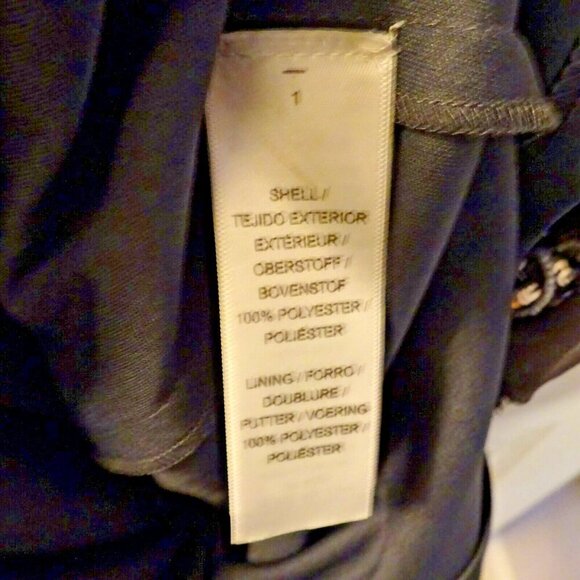 1
SHELL //
TEJIDO EXTERIOR
EXTÉRIEUR //
OBERSTOFF /
BOVENSTOF
100% POLYESTER /
POLIÉSTER
LINING / FORRO /
DOUBLURE /
FUTTER / VOERING
100% POLYESTER /
POLIÉSTER